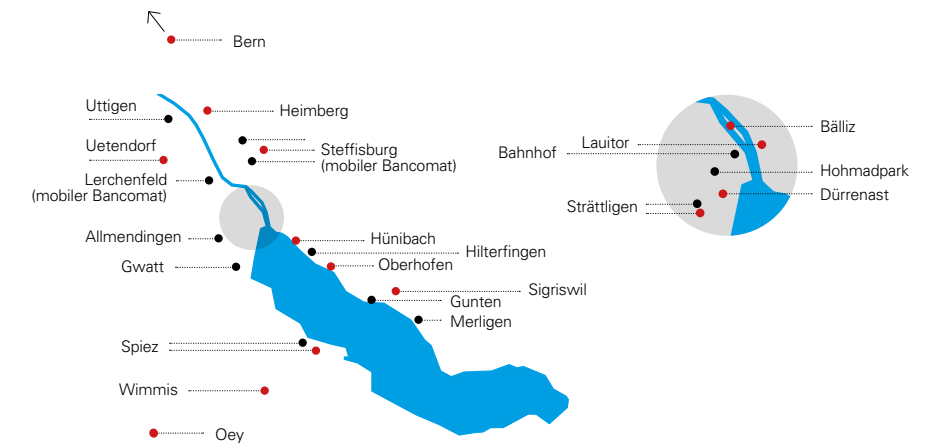 Bern
Uttigen
Heimberg
Uetendorf
Steffisburg
(mobiler Bancomat)
Lerchenfeld
(mobiler Bancomat)
Allmendingen
Hünibach
Hilterfingen
Gwatt
Oberhofen
Sigriswil
Gunten
Merligen
Spiez
Wimmis
Oey
Bälliz
Lauitor
Bahnhof
Hohmadpark
Dürrenast
Strättligen